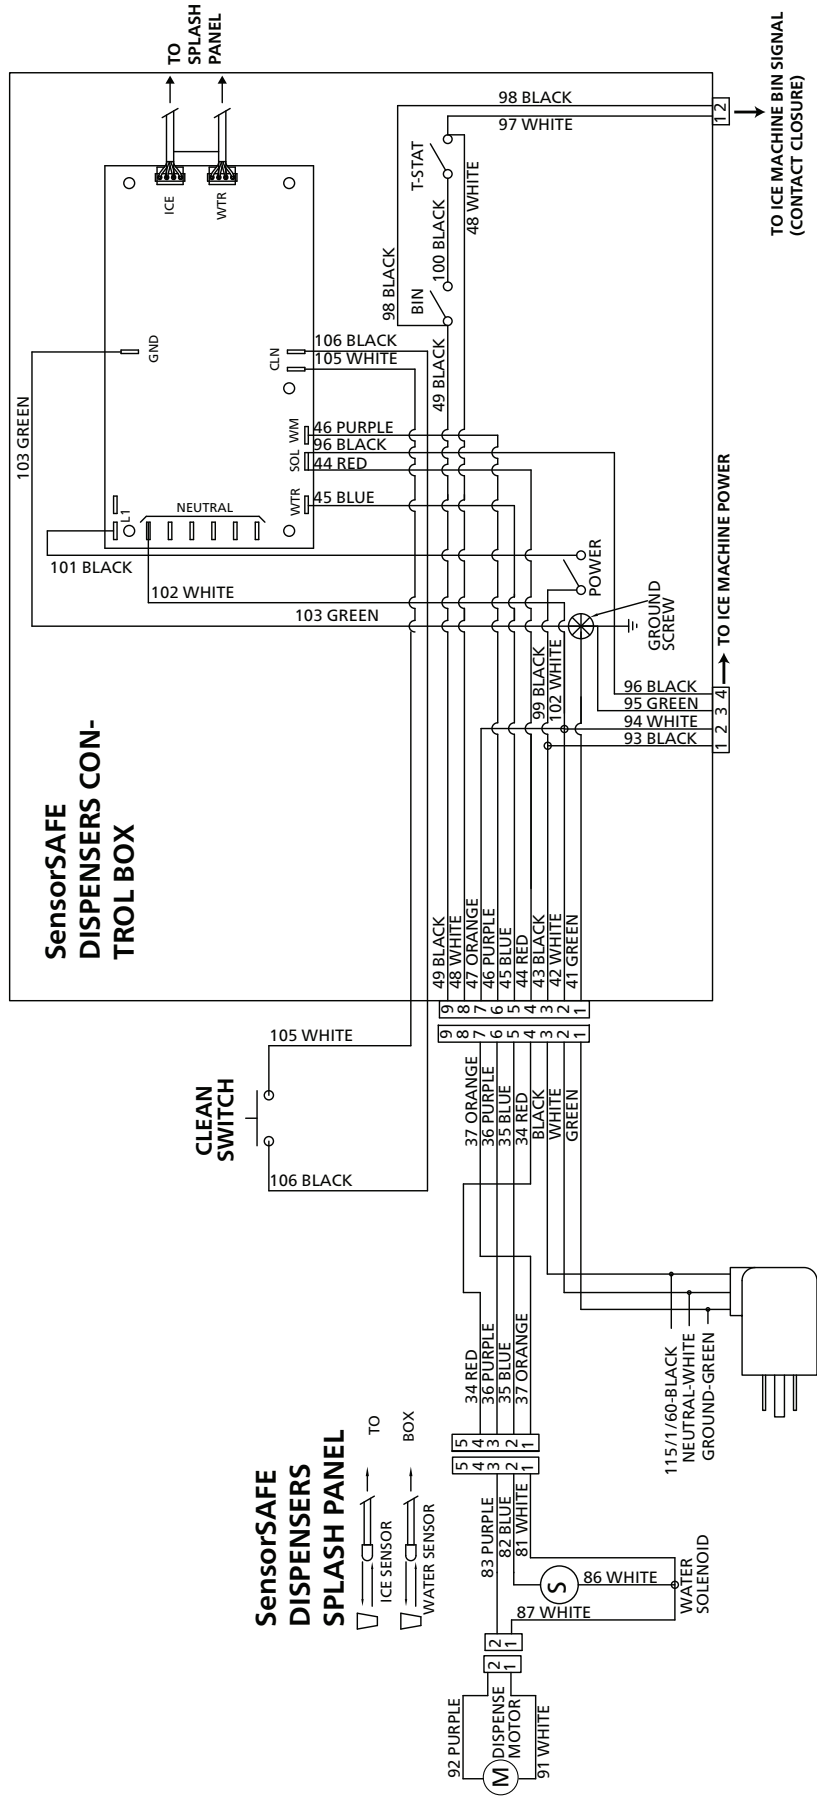 TO
SPLASH
PANEL
98 BLACK
97 WHITE
1 2
TO ICE MACHINE BIN SIGNAL
(CONTACT CLOSURE)
ICE
WTR
GND
CLN
WM
SOL
WTR
L1
NEUTRAL
T-STAT
48 WHITE
100 BLACK
BIN
98 BLACK
49 BLACK
106 BLACK
105 WHITE
46 PURPLE
96 BLACK
44 RED
45 BLUE
103 GREEN
101 BLACK
102 WHITE
103 GREEN
POWER
GROUND
SCREW
99 BLACK
102 WHITE
96 BLACK
95 GREEN
94 WHITE
93 BLACK
1 2 3 4
TO ICE MACHINE POWER
SensorSAFE
DISPENSERS CON-
TROL BOX
49 BLACK
48 WHITE
47 ORANGE
46 PURPLE
45 BLUE
44 RED
43 BLACK
42 WHITE
41 GREEN
9
8
7
6
5
4
3
2
1
9
8
7
6
5
4
3
2
1
CLEAN
SWITCH
105 WHITE
106 BLACK
37 ORANGE
36 PURPLE
35 BLUE
34 RED
BLACK
WHITE
GREEN
34 RED
36 PURPLE
35 BLUE
37 ORANGE
115/1/60-BLACK
NEUTRAL-WHITE
GROUND-GREEN
SensorSAFE
DISPENSERS
SPLASH PANEL
TO
BOX
ICE SENSOR
WATER SENSOR
5
4
3
2
1
5
4
3
2
1
83 PURPLE
82 BLUE
81 WHITE
S
86 WHITE
87 WHITE
WATER
SOLENOID
2
1
2
1
92 PURPLE
M
DISPENSE
MOTOR
91 WHITE